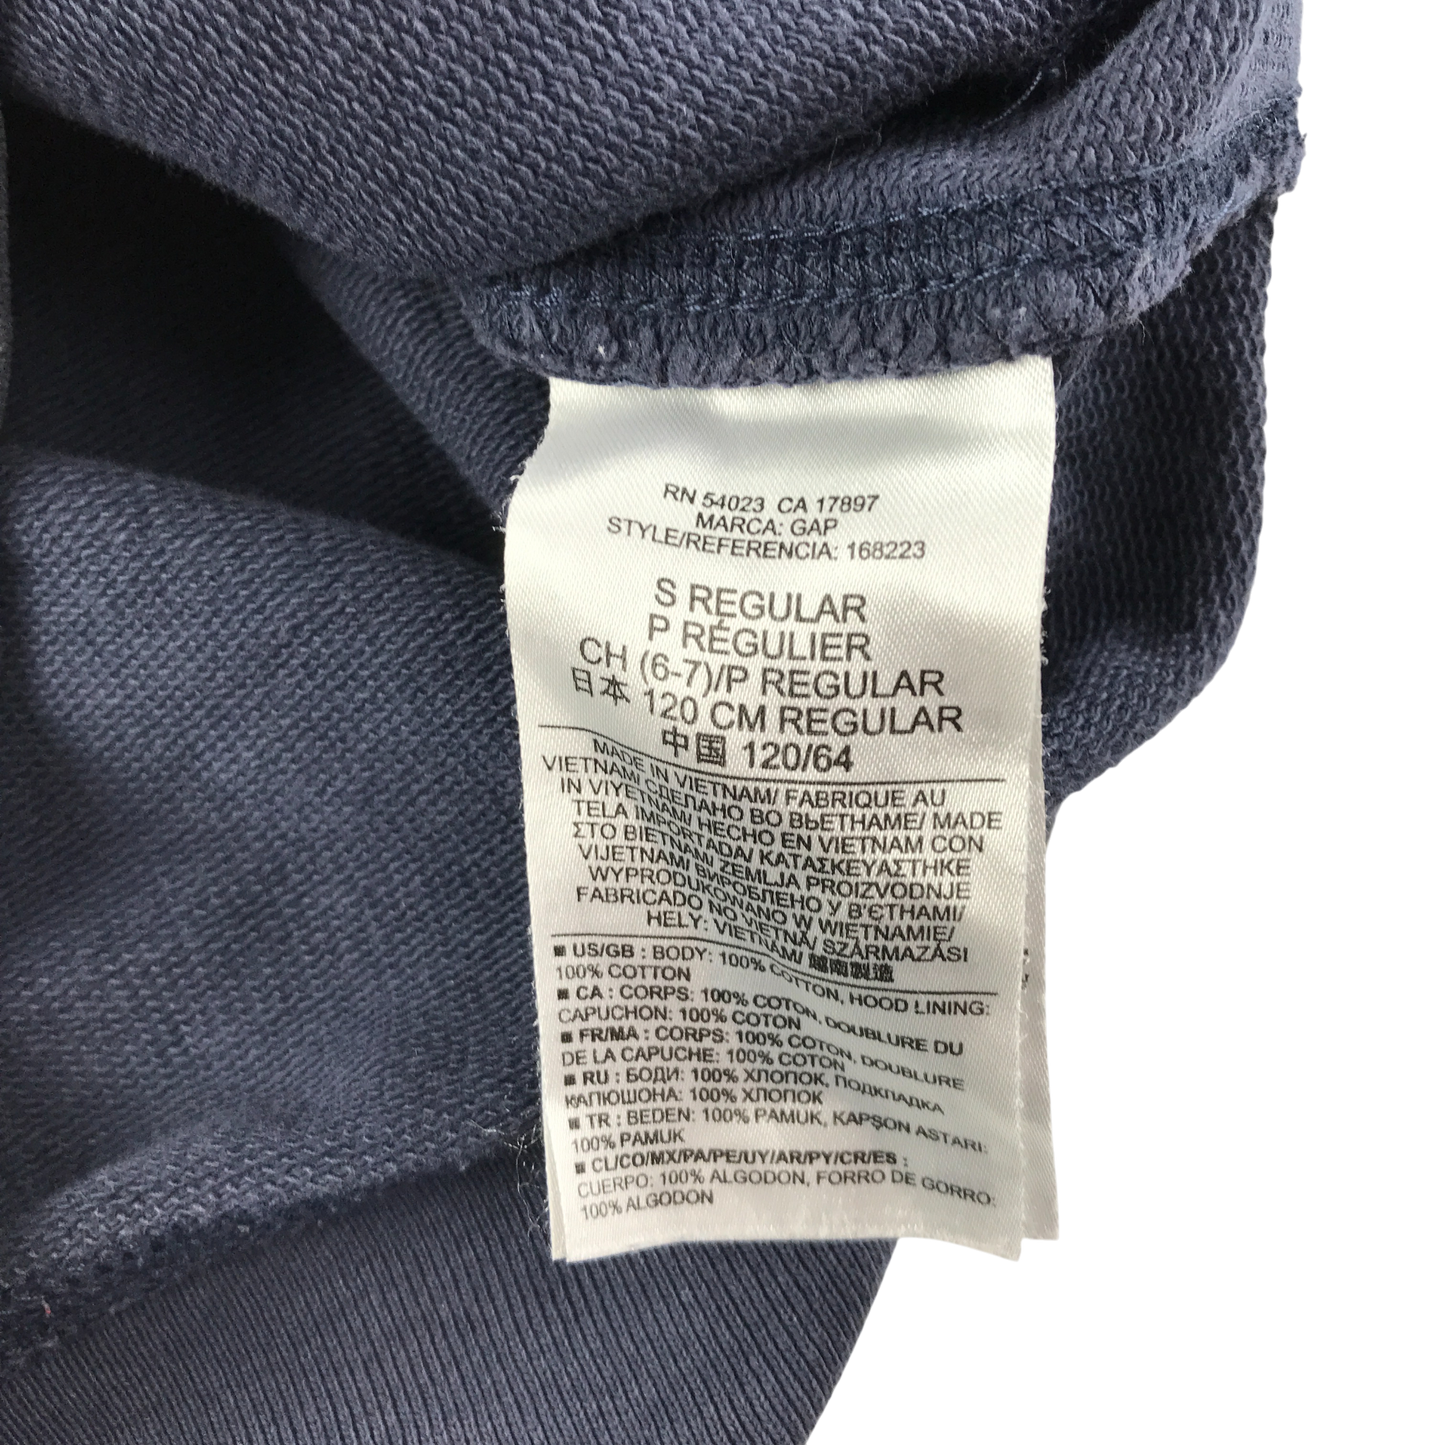 RN 54023 CA 17897
MARCA: GAP
STYLE/REFERENCIA: 168223
S REGULAR
P RÉGULIER
CH (6-7)/P REGULAR
日本 120 CM REGULAR
中国 120/64
MADE IN VIETNAM/ FABRIQUE AU
VIETNAM/ СДЕЛАНО ВО ВЬЕТНАМЕ/ MADE
IN VIYETNAM/ HECHO EN VIETNAM CON
TELA IMPORTADA/ ΚΑΤΑΣΚΕΥΑΣΤΗΚΕ
ΣΤΟ ΒΙΕΤΝΑΜ/ ZEMLJA PROIZVODNJE
VIJETNAM/ ВИРОБЛЕНО У В'ЄТНАМІ/
WYPRODUKOWANO W WIETNAMIE/
FABRICADO NO VIETNÃ/ SZÁRMAZÁSI
HELY: VIETNÁM/ 越南製造
■ US/GB : BODY: 100% COTTON, HOOD LINING:
100% COTTON
■ CA : CORPS: 100% COTON, DOUBLURE DU
CAPUCHON: 100% COTON
■ FR/MA : CORPS: 100% COTON, DOUBLURE
DE LA CAPUCHE: 100% COTON
■ RU : БОДИ: 100% ХЛОПОК, ПОДКЛАДКА
КАПЮШОНА: 100% ХЛОПОК
■ TR : BEDEN: 100% PAMUK, KAPŞON ASTARI:
100% PAMUK
■ CL/CO/MX/PA/PE/UY/AR/PY/CR/ES :
CUERPO: 100% ALGODON, FORRO DE GORRO:
100% ALGODON